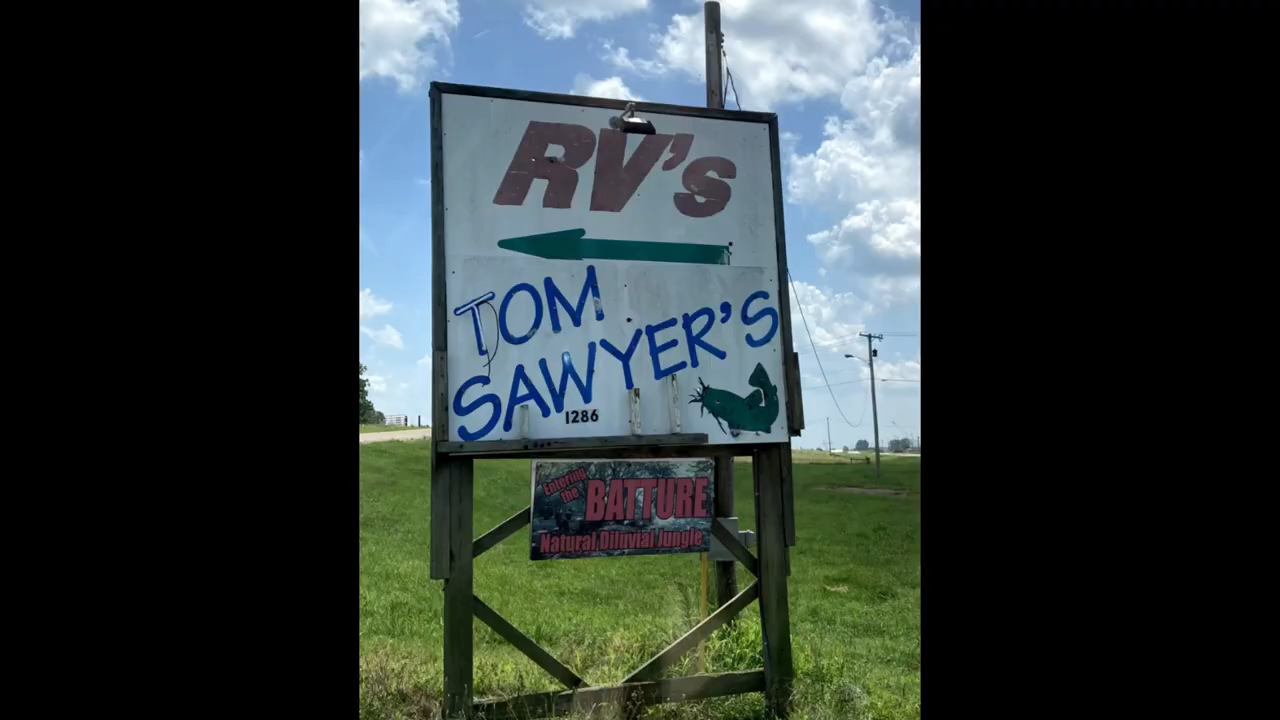 RV's
TOM
SAWYER'S
1286
Entering
the
BATTURE
Natural Diluvial Jungle